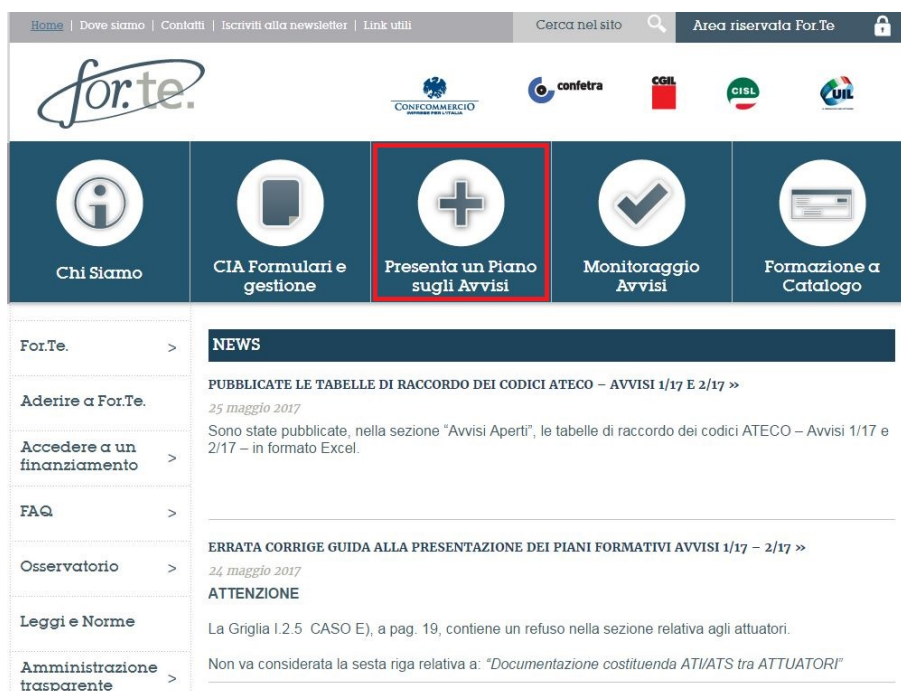 Home | Dove siamo | Contatti | Iscriviti alla newsletter | Link utili
Cerca nel sito
Area riservata For.Te
for.te.
CONFCOMMERCIO
IMPRESE PER L'ITALIA
confetra
CGIL
CISL
UIL
Chi Siamo
CIA Formulari e
gestione
Presenta un Piano
sugli Avvisi
Monitoraggio
Avvisi
Formazione a
Catalogo
For.Te. >
Aderire a For.Te.
Accedere a un
finanziamento >
FAQ >
Osservatorio >
Leggi e Norme
Amministrazione
trasparente >
NEWS
PUBBLICATE LE TABELLE DI RACCORDO DEI CODICI ATECO – AVVISI 1/17 E 2/17 »
25 maggio 2017
Sono state pubblicate, nella sezione “Avvisi Aperti”, le tabelle di raccordo dei codici ATECO – Avvisi 1/17 e
2/17 – in formato Excel.
ERRATA CORRIGE GUIDA ALLA PRESENTAZIONE DEI PIANI FORMATIVI AVVISI 1/17 – 2/17 »
24 maggio 2017
ATTENZIONE
La Griglia I.2.5 CASO E), a pag. 19, contiene un refuso nella sezione relativa agli attuatori.
Non va considerata la sesta riga relativa a: “Documentazione costituenda ATI/ATS tra ATTUATORI”